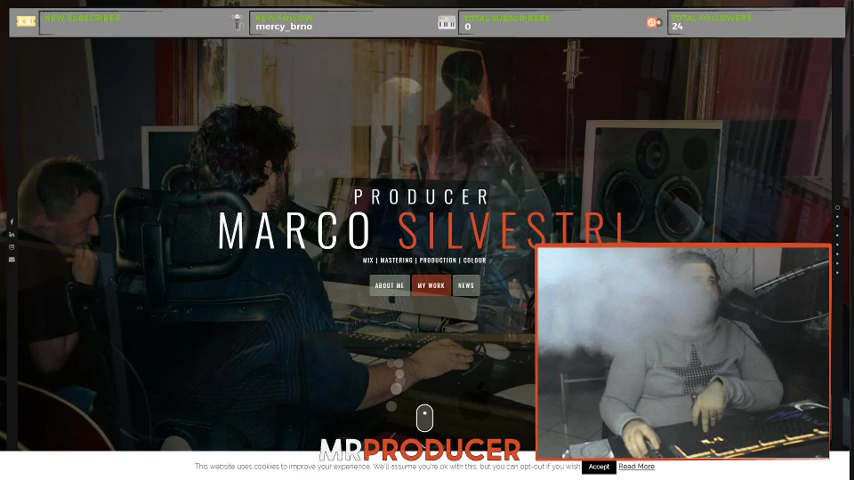 NEW SUBSCRIBER
NEW FOLLOW
mercy_brno
TOTAL SUBSCRIBERS
0
TOTAL FOLLOWERS
24
PRODUCER
MARCO SILVESTRI
MIX | MASTERING | PRODUCTION | COLOUR
ABOUT ME
MY WORK
NEWS
MRPRODUCER
This website uses cookies to improve your experience. We'll assume you're ok with this, but you can opt-out if you wish.
Accept
Read More